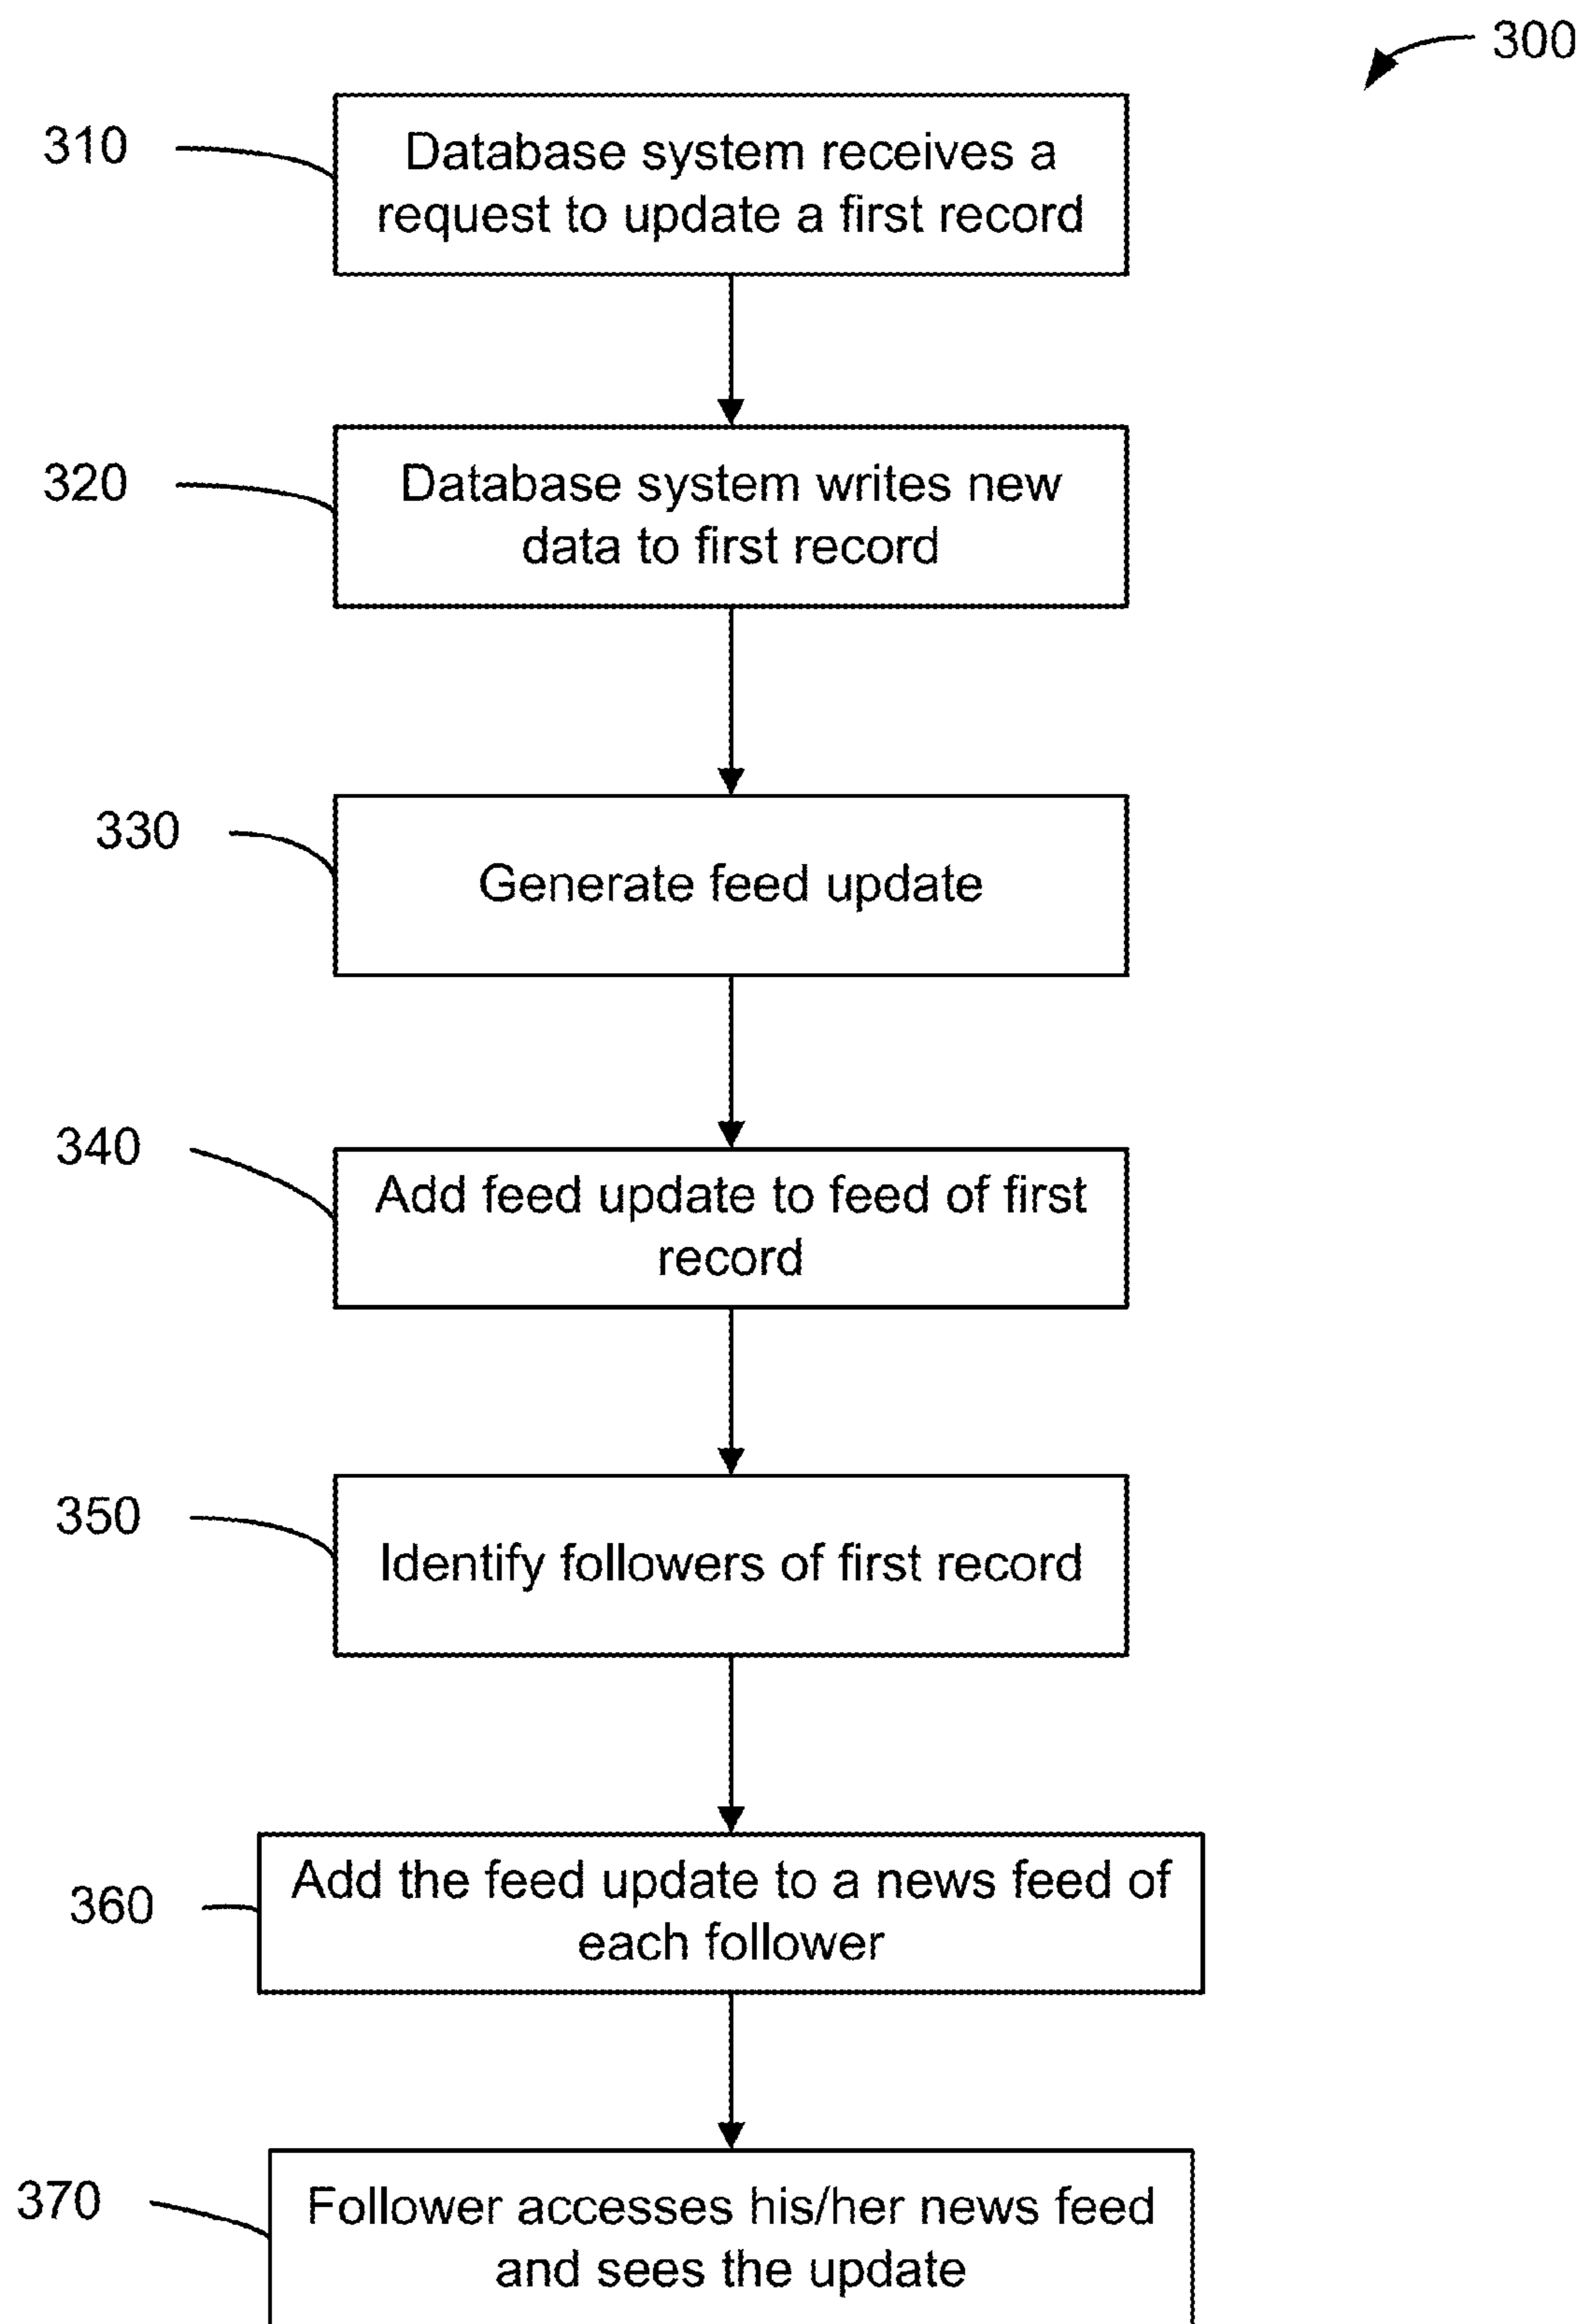 300
310
Database system receives a
request to update a first record
320
Database system writes new
data to first record
330
Generate feed update
340
Add feed update to feed of first
record
350
Identify followers of first record
360
Add the feed update to a news feed of
each follower
370
Follower accesses his/her news feed
and sees the update